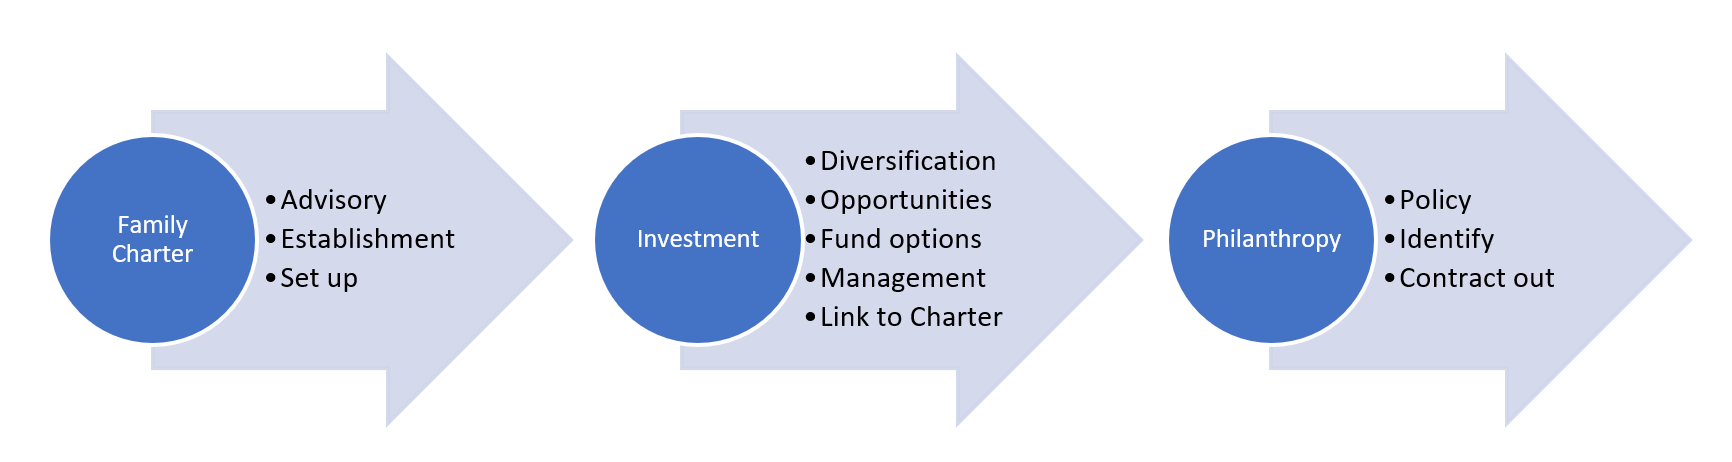 Family
Charter
•Advisory
•Establishment
•Set up
Investment
•Diversification
•Opportunities
•Fund options
•Management
•Link to Charter
Philanthropy
•Policy
•Identify
•Contract out